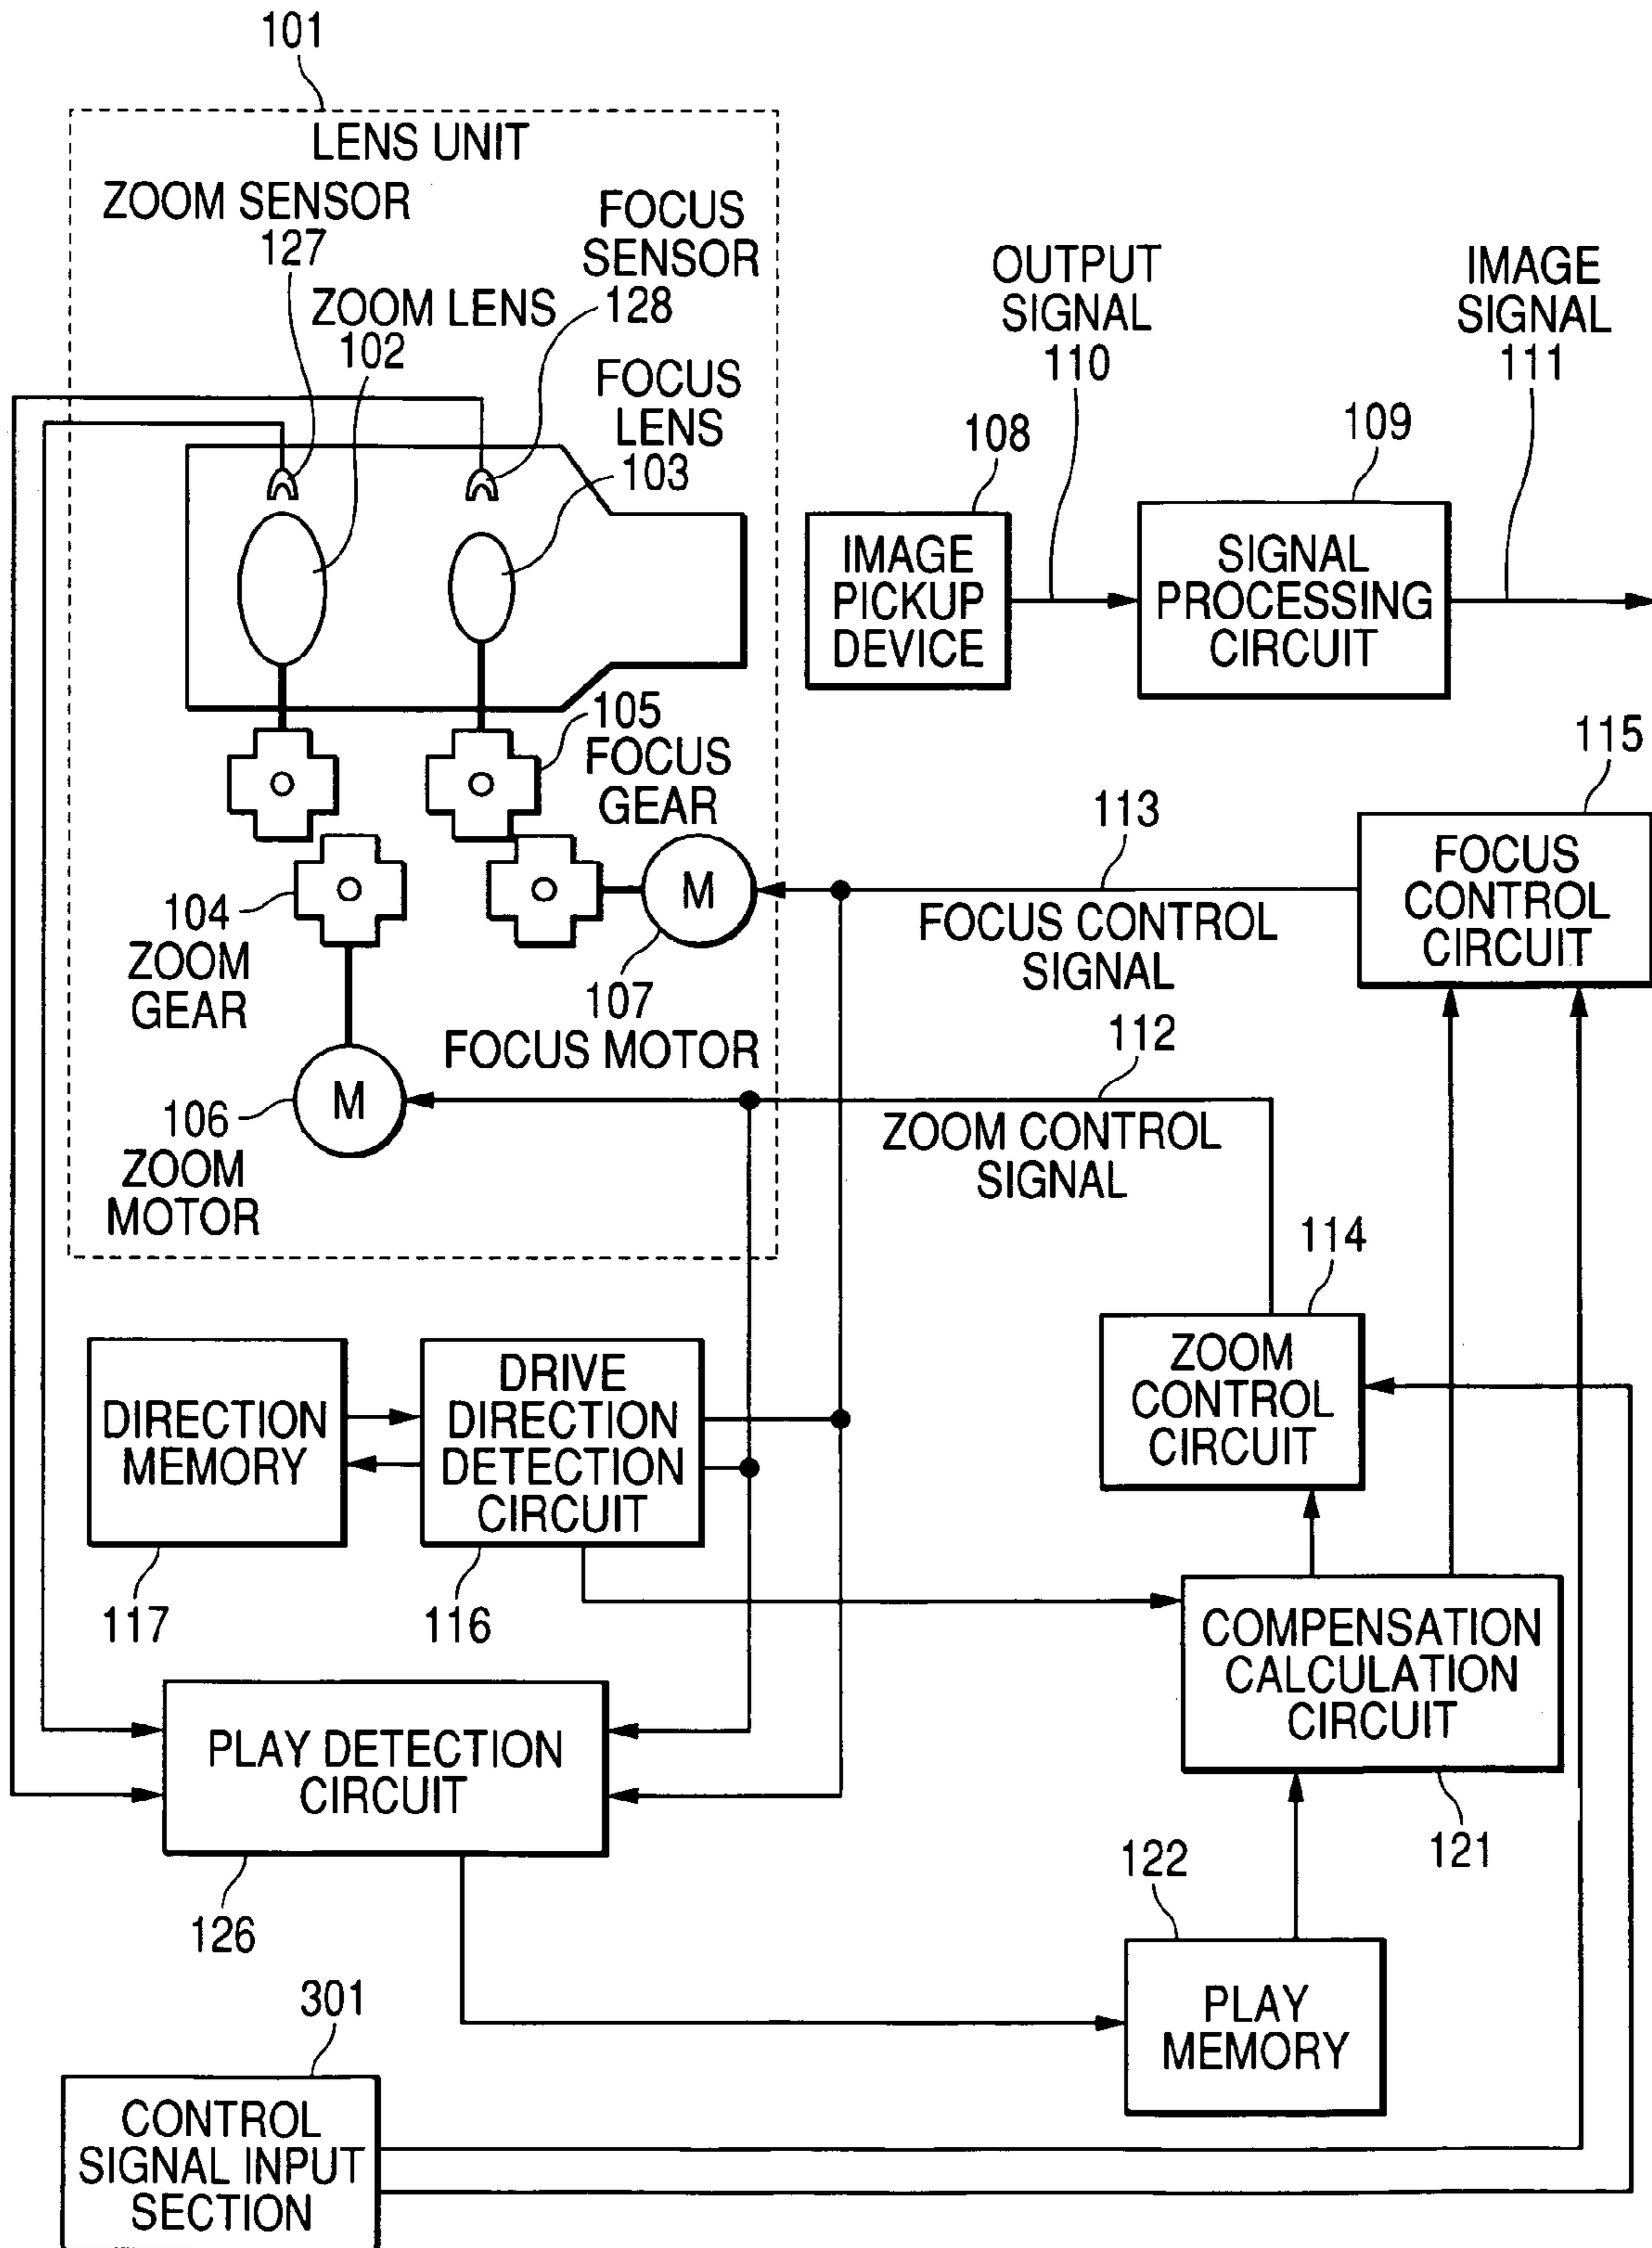 101
LENS UNIT
ZOOM SENSOR
127
FOCUS
SENSOR
128
ZOOM LENS
102
FOCUS
LENS
103
OUTPUT
SIGNAL
110
IMAGE
SIGNAL
111
108
109
IMAGE
PICKUP
DEVICE
SIGNAL
PROCESSING
CIRCUIT
105
FOCUS
GEAR
115
113
FOCUS
CONTROL
CIRCUIT
M
104
ZOOM
GEAR
FOCUS CONTROL
SIGNAL
107
FOCUS MOTOR
112
M
106
ZOOM
MOTOR
ZOOM CONTROL
SIGNAL
114
ZOOM
CONTROL
CIRCUIT
DIRECTION
MEMORY
DRIVE
DIRECTION
DETECTION
CIRCUIT
117
116
COMPENSATION
CALCULATION
CIRCUIT
PLAY DETECTION
CIRCUIT
121
122
126
PLAY
MEMORY
301
CONTROL
SIGNAL INPUT
SECTION